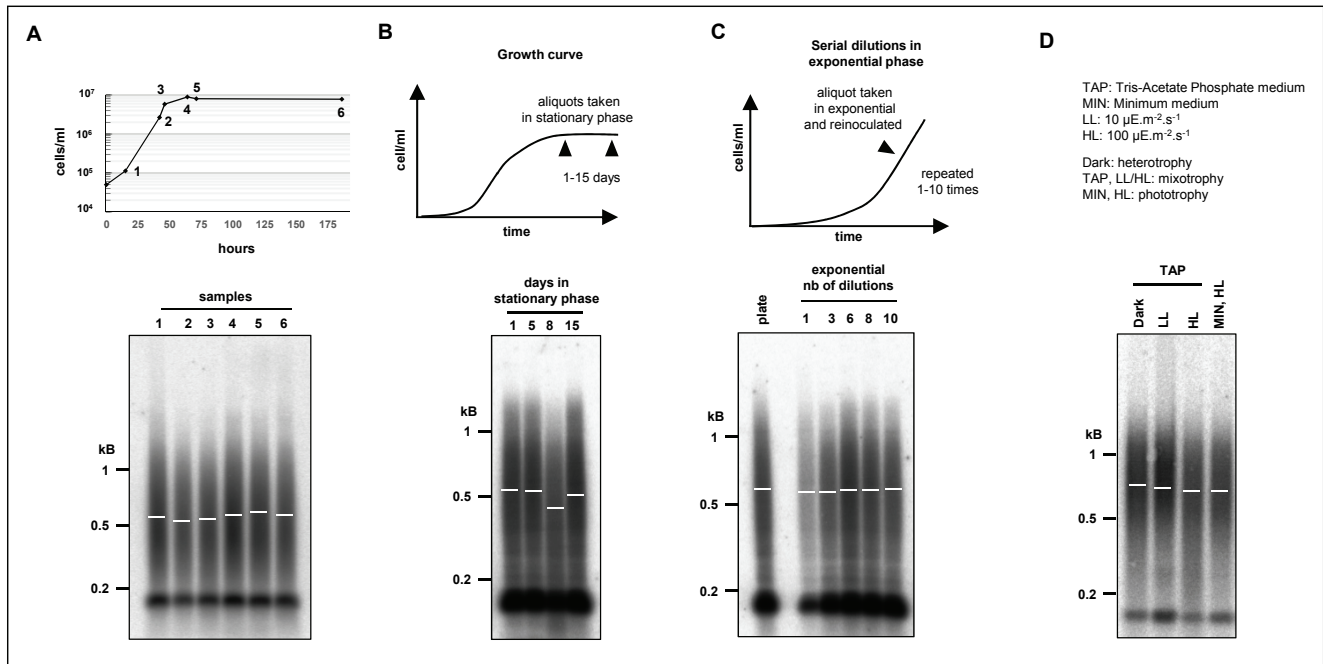 A
10⁷
10⁶
10⁵
10⁴
cells/ml
1
2
3
4
5
6
0 25 50 75 100 125 150 175
hours
samples
1 2 3 4 5 6
kB
1
0.5
0.2
B
Growth curve
aliquots taken
in stationary phase
1-15 days
cell/ml
time
days in
stationary phase
1 5 8 15
kB
1
0.5
0.2
C
Serial dilutions in
exponential phase
aliquot taken
in exponential
and reinoculated
repeated
1-10 times
cells/ml
time
exponential
nb of dilutions
plate
1 3 6 8 10
kB
1
0.5
0.2
D
TAP: Tris-Acetate Phosphate medium
MIN: Minimum medium
LL: 10 µE.m⁻².s⁻¹
HL: 100 µE.m⁻².s⁻¹
Dark: heterotrophy
TAP, LL/HL: mixotrophy
MIN, HL: phototrophy
TAP
Dark
LL
HL
MIN, HL
kB
1
0.5
0.2